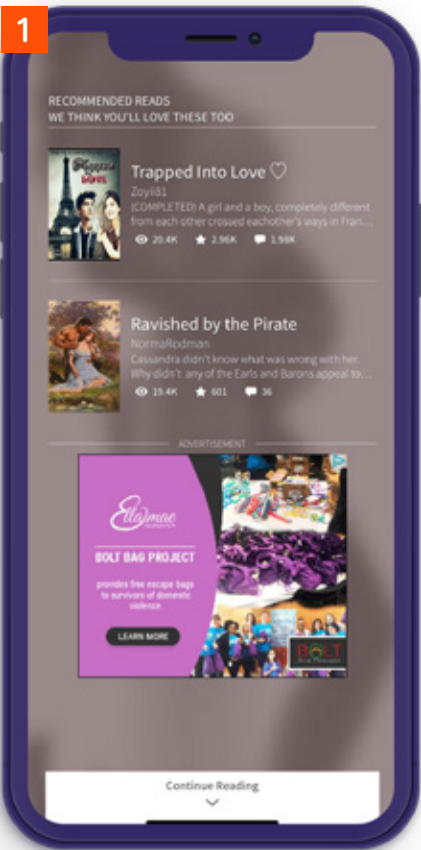 1
RECOMMENDED READS
WE THINK YOU'LL LOVE THESE TOO
Trapped Into Love ♡
Zoyii81
(COMPLETED) A girl and a boy, completely different
from each other crossed eachother's ways in Fran...
20.4K 2.96K 1.98K
Ravished by the Pirate
NormaRodman
Cassandra didn't know what was wrong with her.
Why didn't any of the Earls and Barons appeal to...
19.4K 601 36
ADVERTISEMENT
Ellamae
BOLT BAG PROJECT
provides free escape bags
to survivors of domestic
violence
LEARN MORE
BOLT
Continue Reading